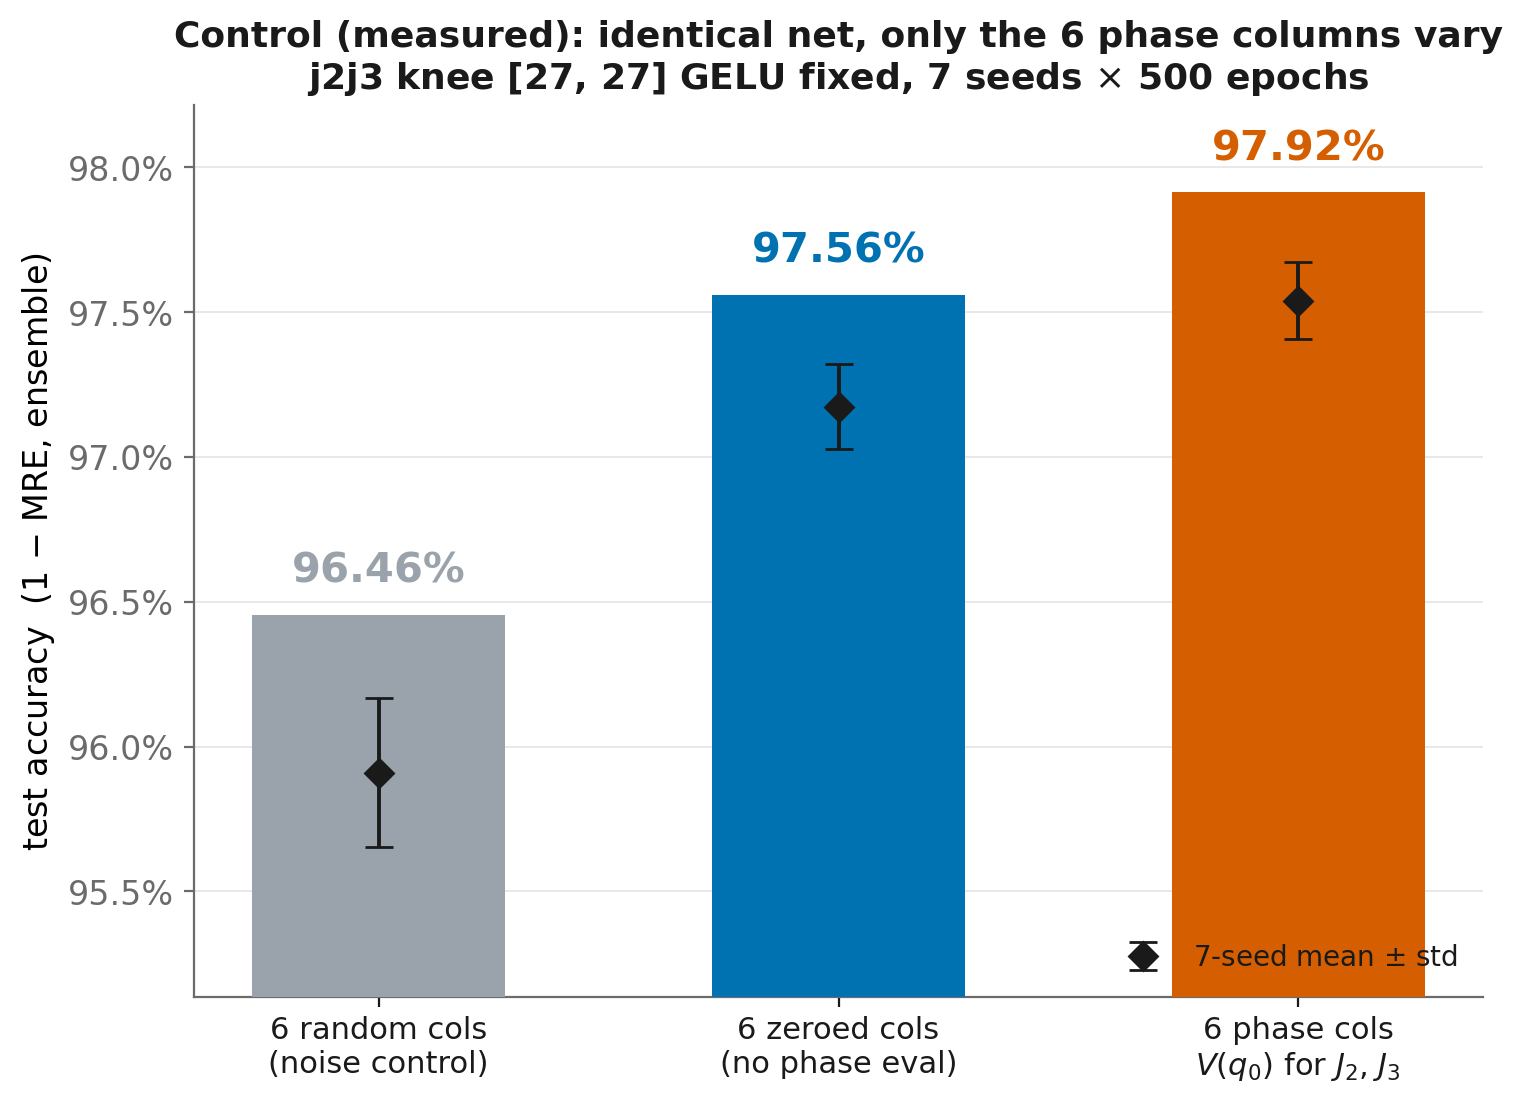 Control (measured): identical net, only the 6 phase columns vary
j2j3 knee [27, 27] GELU fixed, 7 seeds × 500 epochs
test accuracy (1 − MRE, ensemble)
98.0%
97.5%
97.0%
96.5%
96.0%
95.5%
96.46%
97.56%
97.92%
7-seed mean ± std
6 random cols
(noise control)
6 zeroed cols
(no phase eval)
6 phase cols
V(q₀) for J₂, J₃